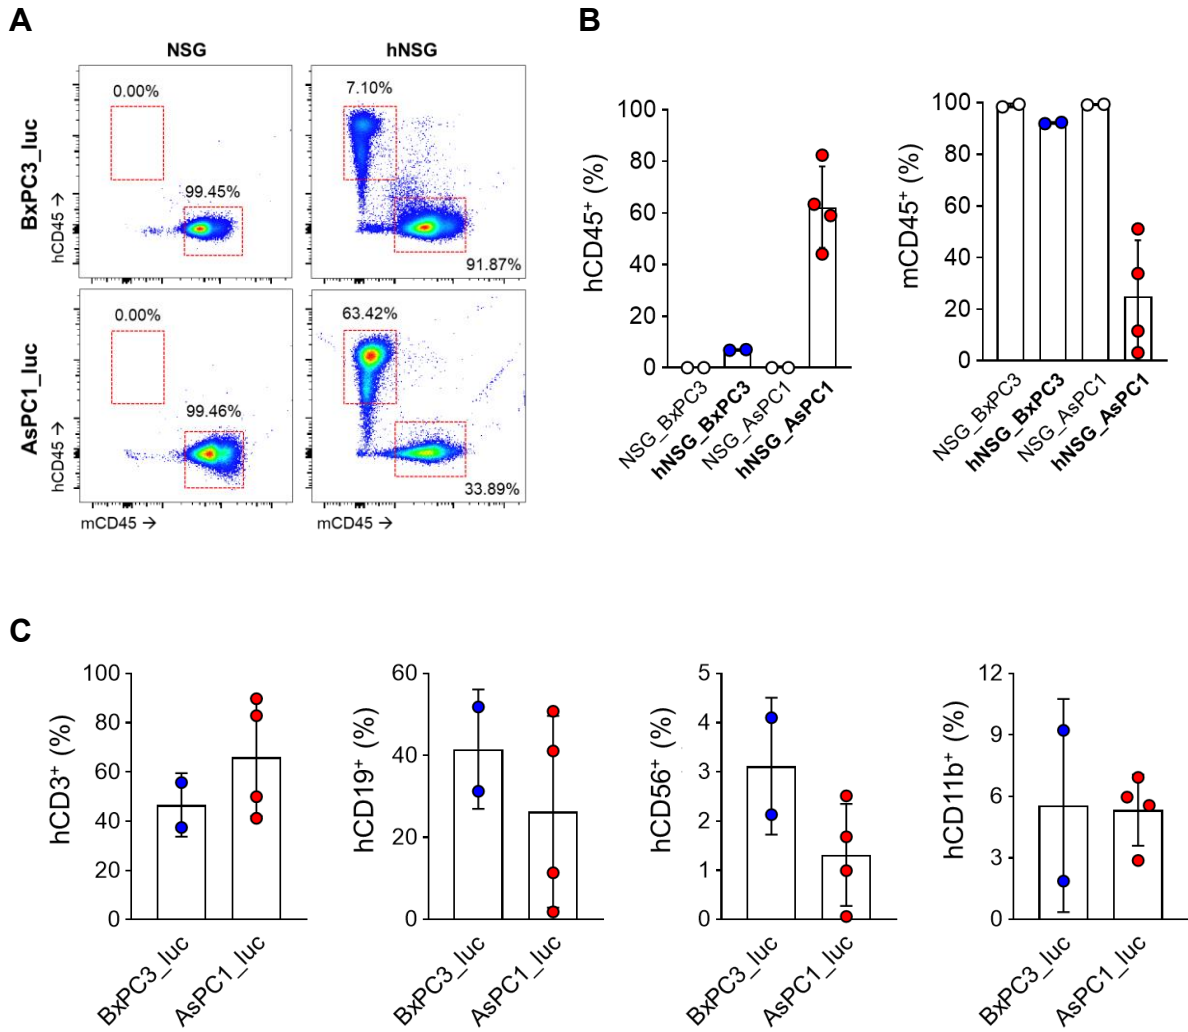 A
NSG
hNSG
BxPC3_luc
hCD45 →
0.00%
99.45%
7.10%
91.87%
AsPC1_luc
hCD45 →
0.00%
99.46%
63.42%
33.89%
mCD45 →
mCD45 →
B
hCD45⁺ (%)
100
80
60
40
20
0
NSG_BxPC3
hNSG_BxPC3
NSG_AsPC1
hNSG_AsPC1
mCD45⁺ (%)
100
80
60
40
20
0
NSG_BxPC3
hNSG_BxPC3
NSG_AsPC1
hNSG_AsPC1
C
hCD3⁺ (%)
100
80
60
40
20
0
BxPC3_luc
AsPC1_luc
hCD19⁺ (%)
60
40
20
0
BxPC3_luc
AsPC1_luc
hCD56⁺ (%)
5
4
3
2
1
0
BxPC3_luc
AsPC1_luc
hCD11b⁺ (%)
12
9
6
3
0
BxPC3_luc
AsPC1_luc